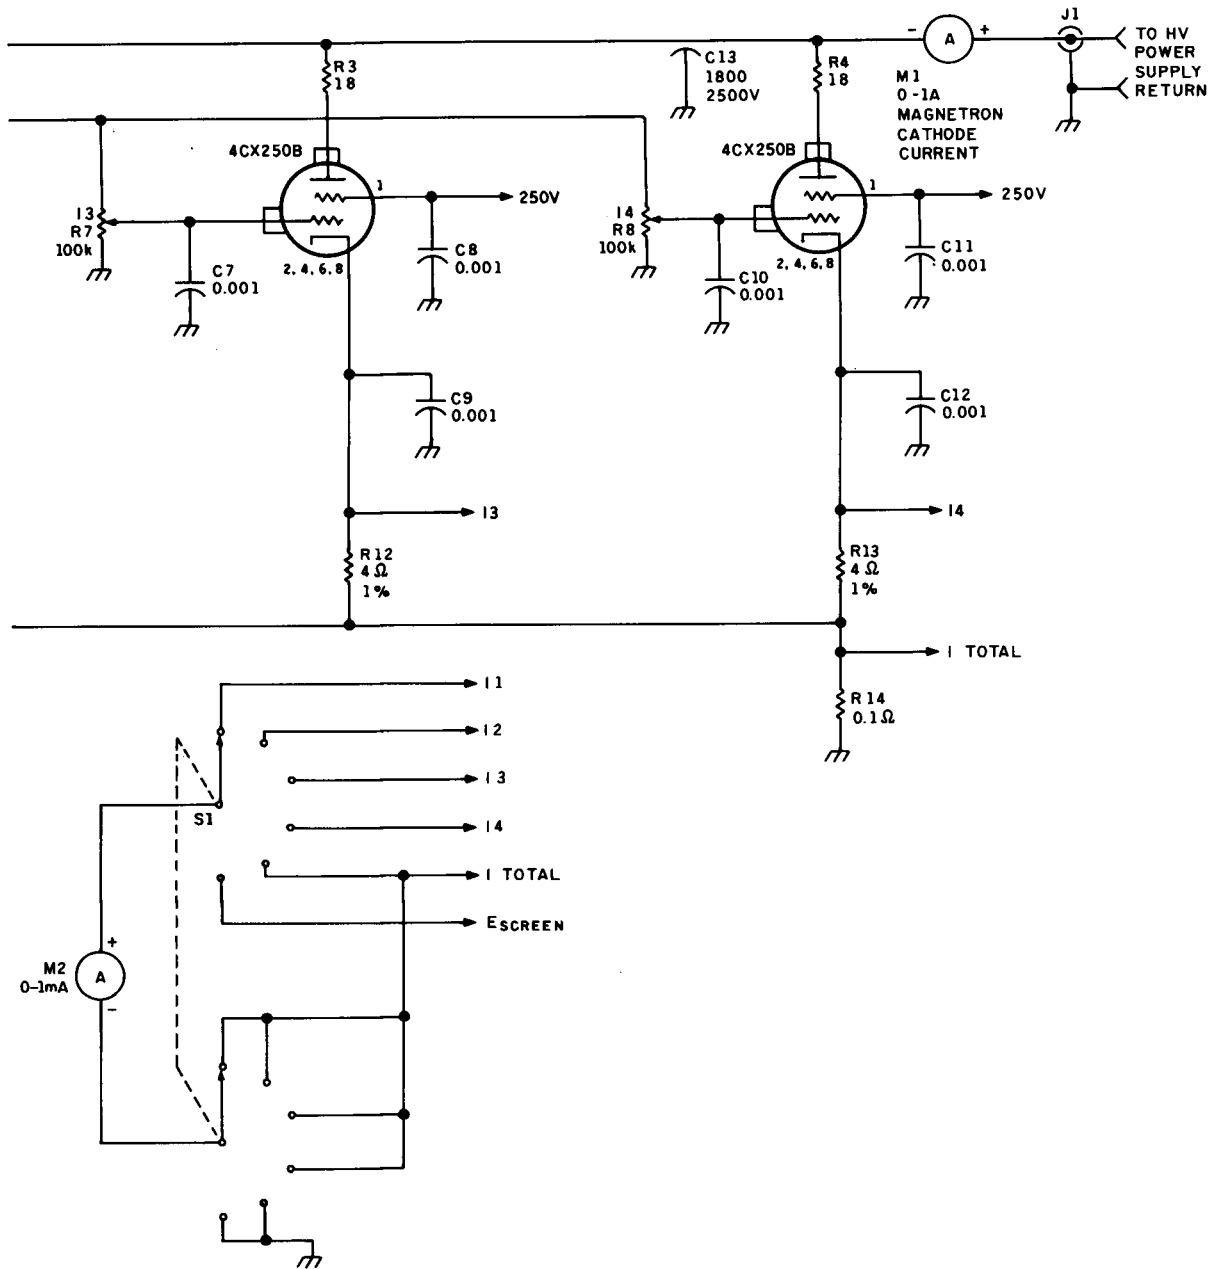 J1
TO HV
POWER
SUPPLY
RETURN
- A +
M1
0-1A
MAGNETRON
CATHODE
CURRENT
R3
18
C13
1800
2500V
R4
18
4CX250B
1
250V
I3
R7
100k
C7
0.001
2, 4, 6, 8
C8
0.001
4CX250B
1
250V
I4
R8
100k
C10
0.001
2, 4, 6, 8
C11
0.001
C9
0.001
C12
0.001
I3
I4
R12
4Ω
1%
R13
4Ω
1%
I TOTAL
R14
0.1Ω
I1
I2
I3
I4
S1
I TOTAL
ESCREEN
+
M2
0-1mA
A
-